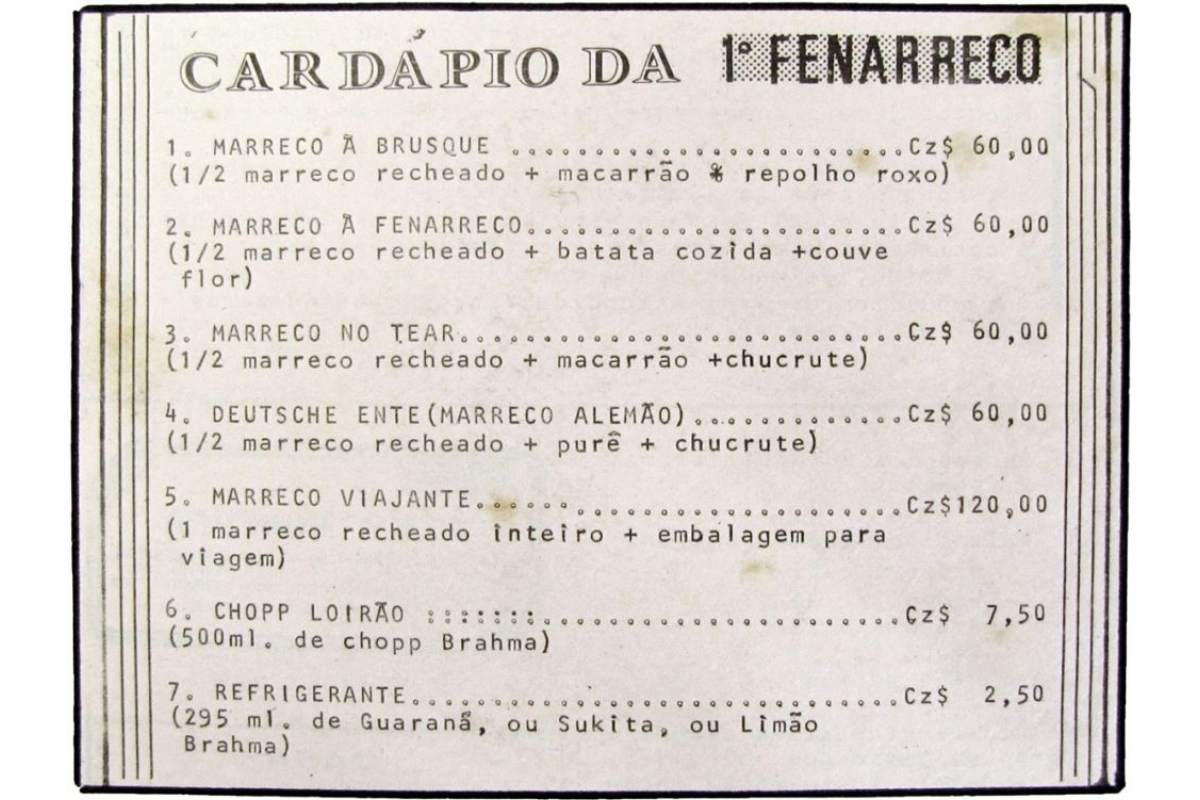 CARDÁPIO DA 1º FENARRECO
1. MARRECO À BRUSQUE ........................Cz$ 60,00
(1/2 marreco recheado + macarrão % repolho roxo)
2. MARRECO À FENARRECO.......................Cz$ 60,00
(1/2 marreco recheado + batata cozida +couve
flor)
3. MARRECO NO TEAR...........................Cz$ 60,00
(1/2 marreco recheado + macarrão +chucrute)
4. DEUTSCHE ENTE(MARRECO ALEMÃO).............Cz$ 60,00
(1/2 marreco recheado + purê + chucrute)
5. MARRECO VIAJANTE..........................Cz$120,00
(1 marreco recheado inteiro + embalagem para
viagem)
6. CHOPP LOIRÃO :::::::......................Cz$ 7,50
(500ml. de chopp Brahma)
7. REFRIGERANTE..............................Cz$ 2,50
(295 ml. de Guaraná, ou Sukita, ou Limão
Brahma)